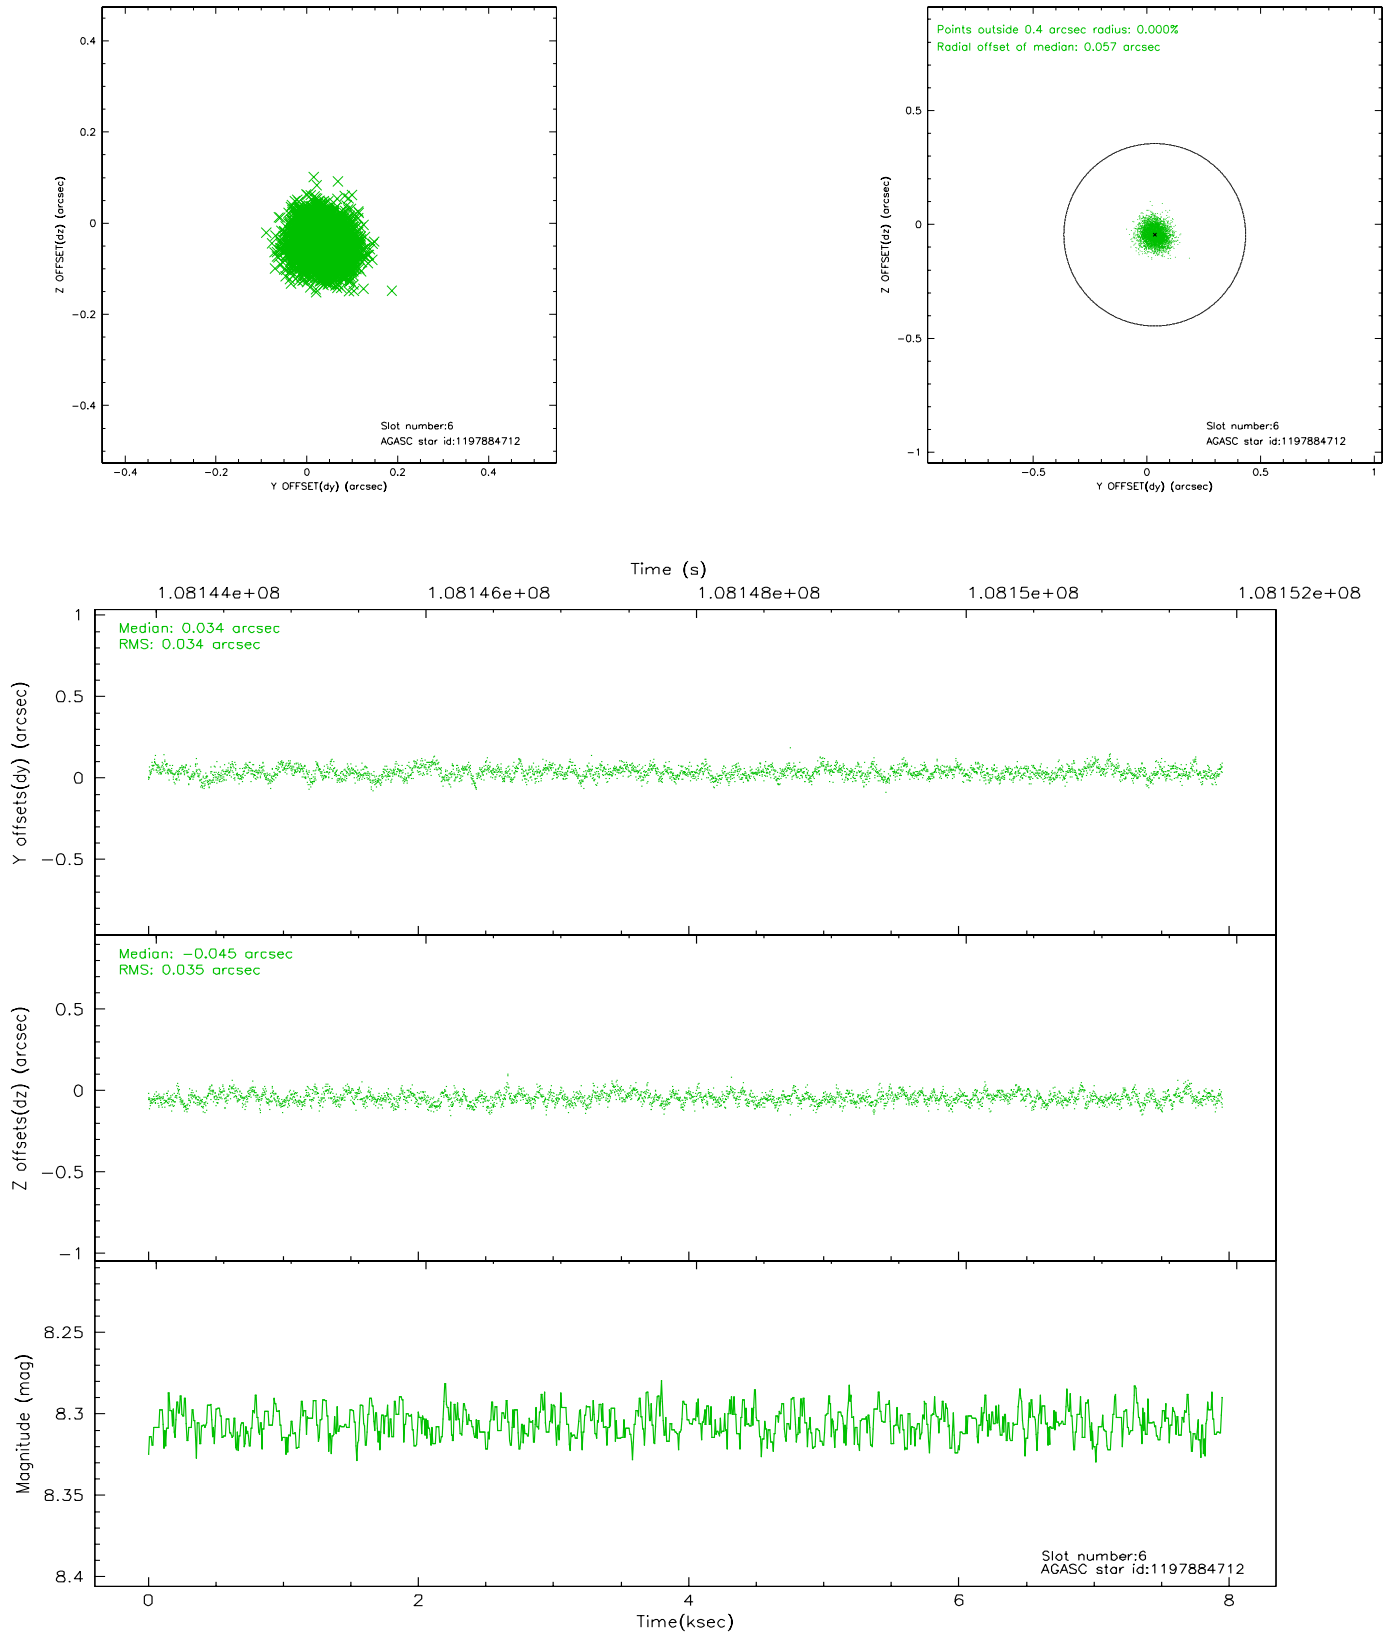 0.4
0.2
0
−0.2
−0.4
Z OFFSET(dz) (arcsec)
Slot number:6
AGASC star id:1197884712
−0.4 −0.2 0 0.2 0.4
Y OFFSET(dy) (arcsec)
Points outside 0.4 arcsec radius: 0.000%
Radial offset of median: 0.057 arcsec
0.5
0
−0.5
−1
Z OFFSET(dz) (arcsec)
Slot number:6
AGASC star id:1197884712
−0.5 0 0.5 1
Y OFFSET(dy) (arcsec)
Time (s)
1.08144e+08 1.08146e+08 1.08148e+08 1.0815e+08 1.08152e+08
Median: 0.034 arcsec
RMS: 0.034 arcsec
1
0.5
0
−0.5
Y offsets(dy) (arcsec)
Median: −0.045 arcsec
RMS: 0.035 arcsec
0.5
0
−0.5
−1
Z offsets(dz) (arcsec)
8.25
8.3
8.35
8.4
Magnitude (mag)
Slot number:6
AGASC star id:1197884712
0 2 4 6 8
Time(ksec)